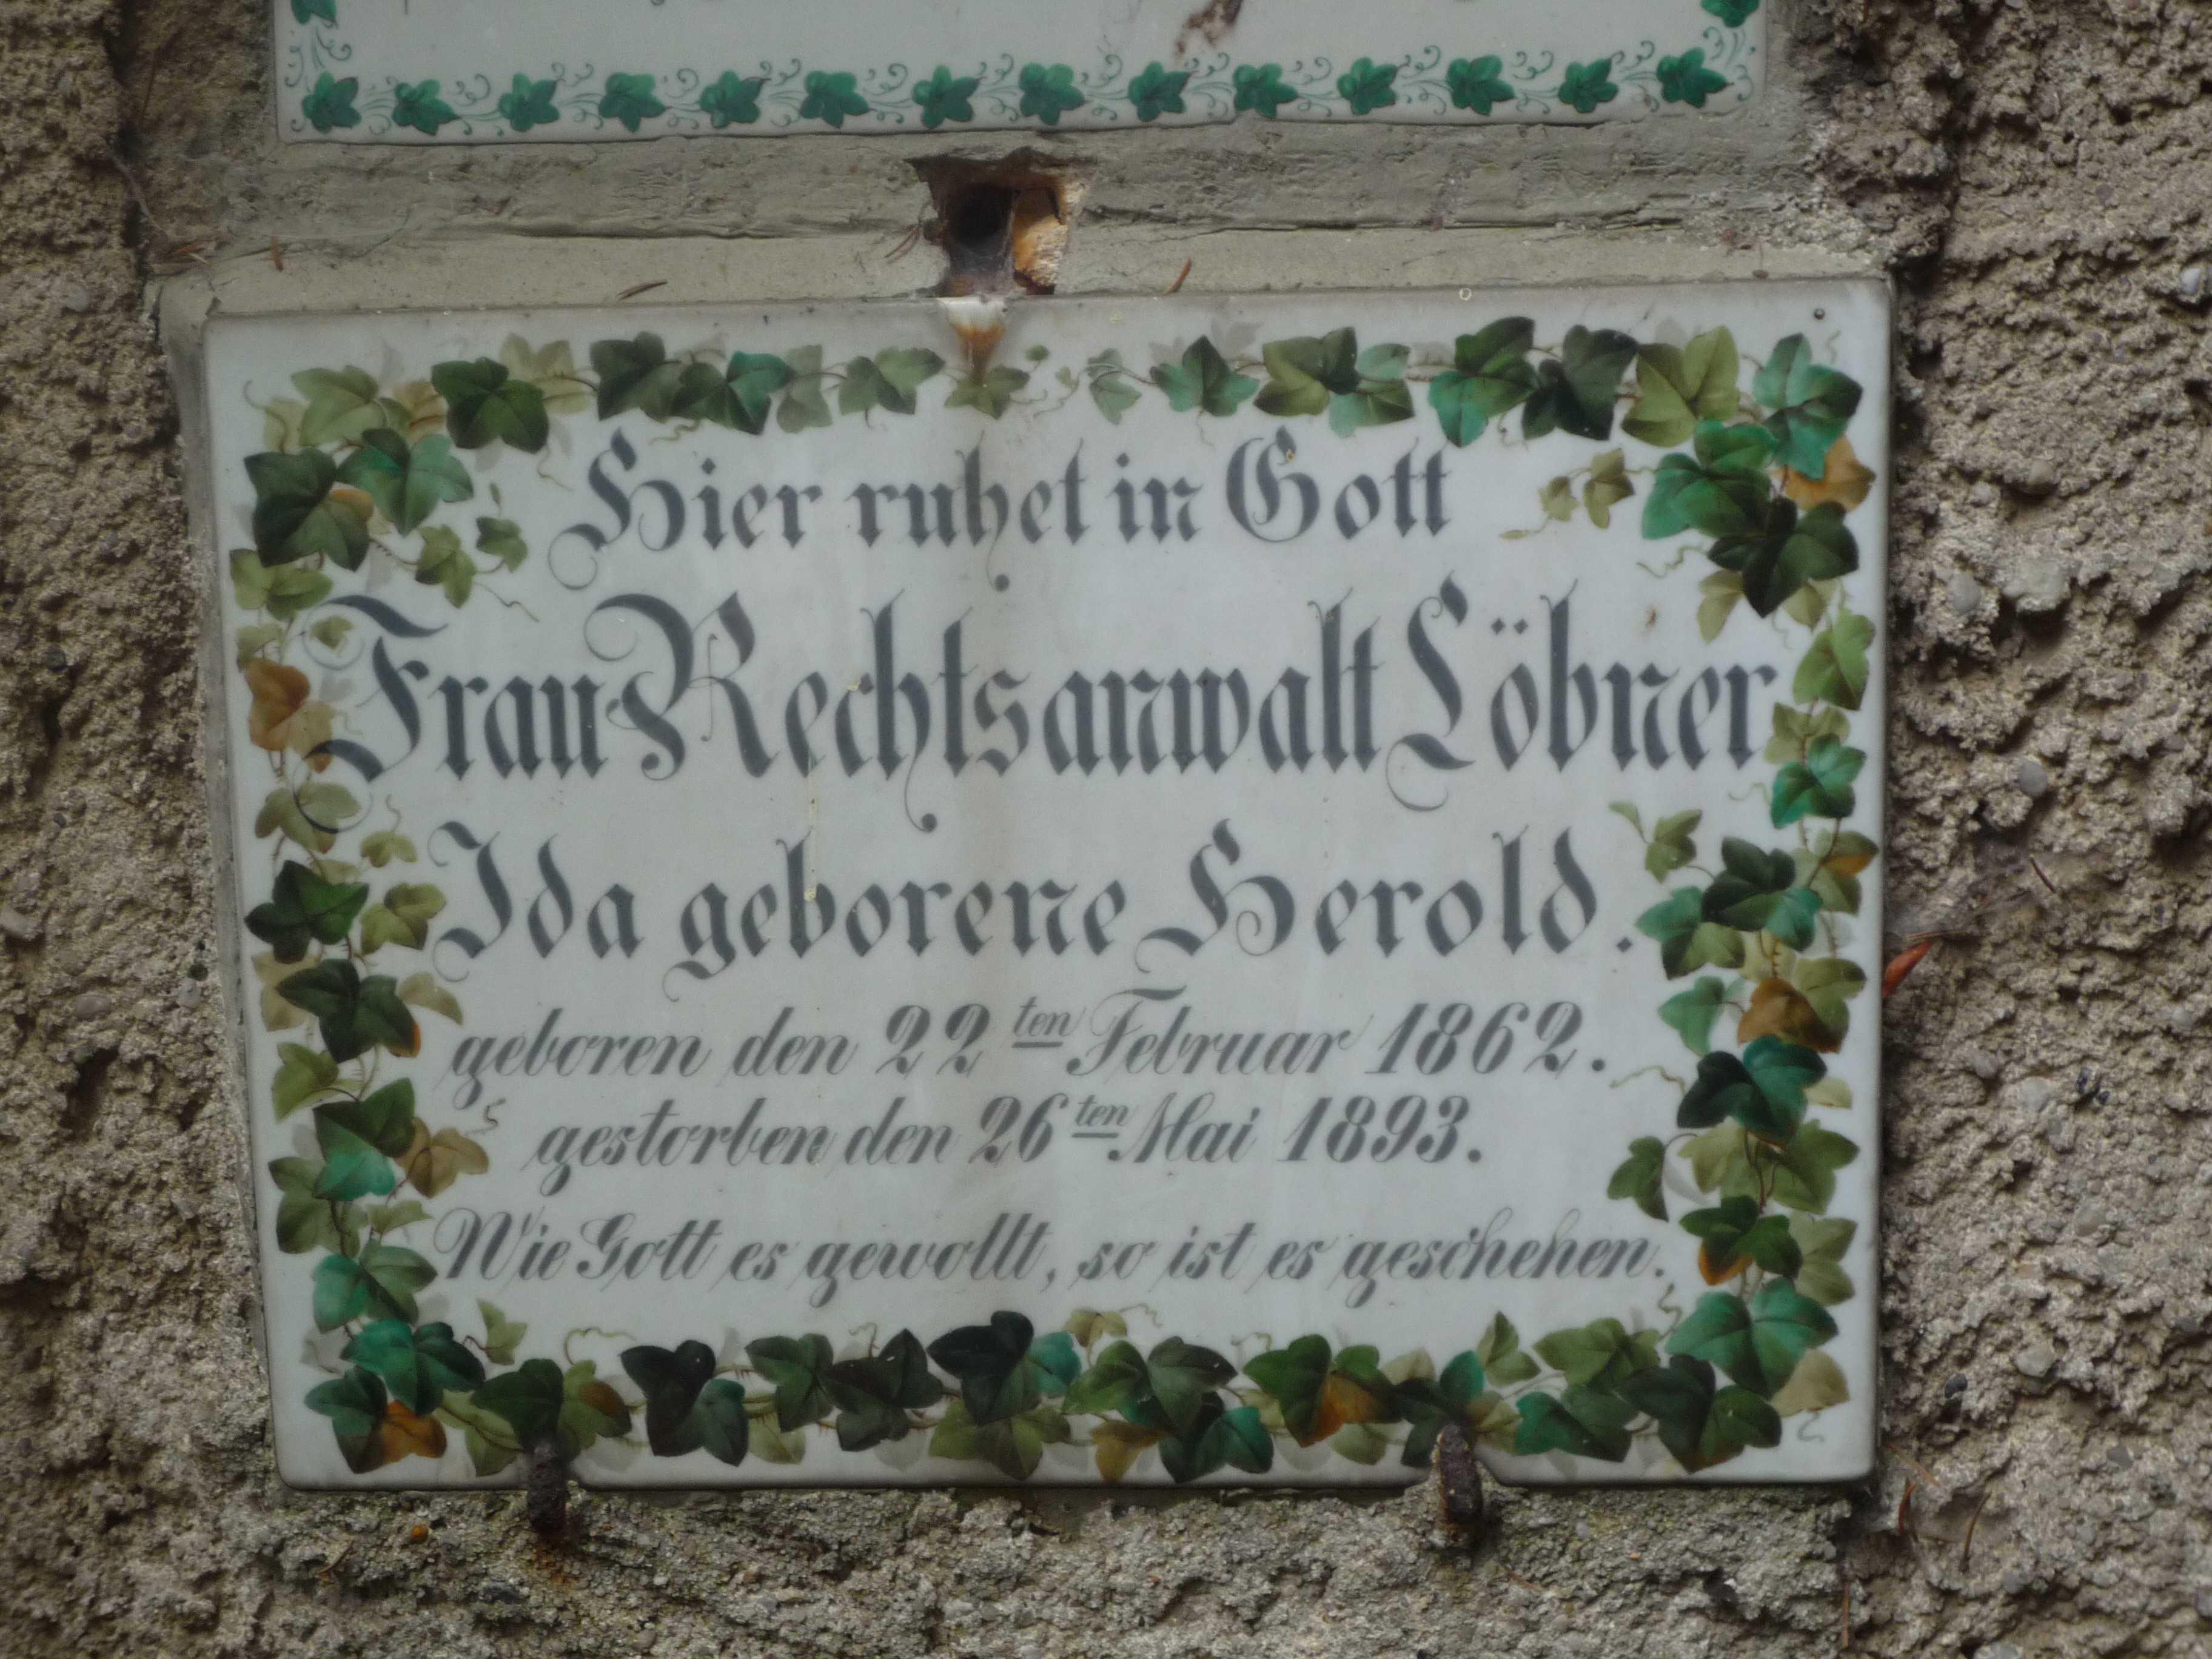 Hier ruhet in Gott
Frau Rechtsanwalt Löbner
Ida geborene Herold.
geboren den 22ten Februar 1862.
gestorben den 26ten Mai 1893.
Wie Gott es gewollt, so ist es geschehen.